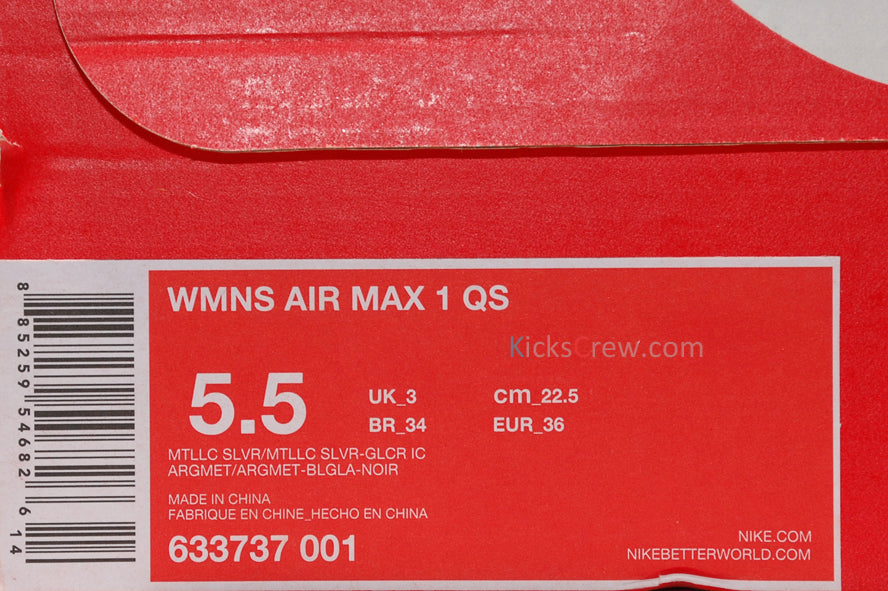 WMNS AIR MAX 1 QS
KicksCrew.com
5.5
UK_3
cm_22.5
BR_34
EUR_36
MTLLC SLVR/MTLLC SLVR-GLCR IC
ARGMET/ARGMET-BLGLA-NOIR
MADE IN CHINA
FABRIQUE EN CHINE_HECHO EN CHINA
633737 001
NIKE.COM
NIKEBETTERWORLD.COM
8 85259 54682 6 14